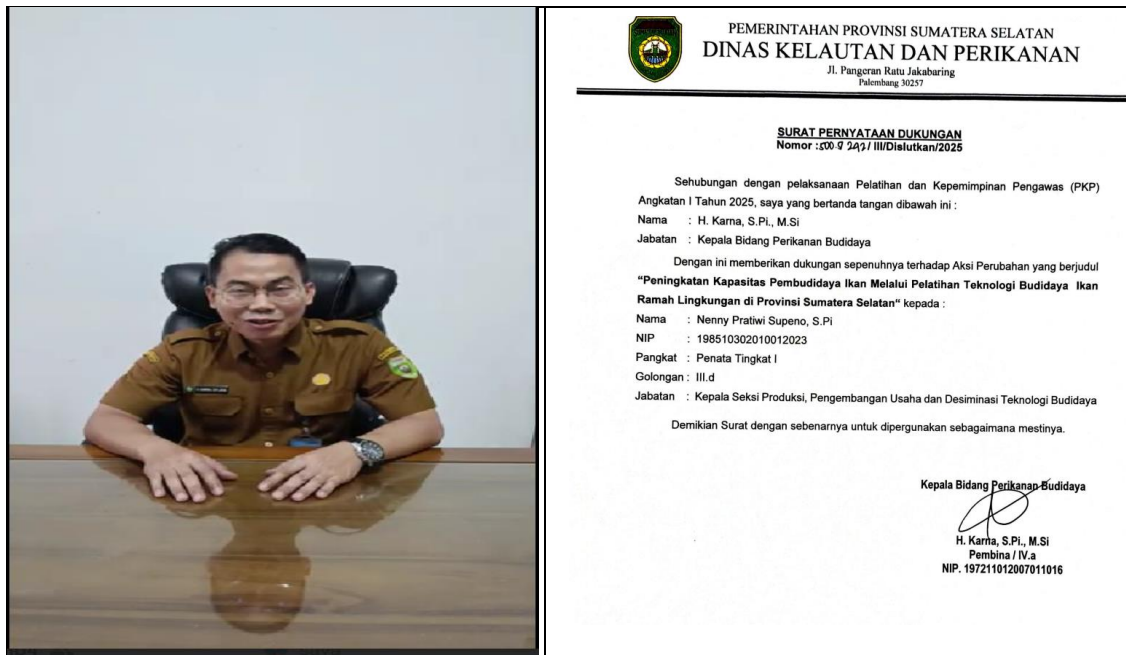 PEMERINTAHAN PROVINSI SUMATERA SELATAN
DINAS KELAUTAN DAN PERIKANAN
Jl. Pangeran Ratu Jakabaring
Palembang 30257
SURAT PERNYATAAN DUKUNGAN
Nomor : / III/Dislutkan/2025
Sehubungan dengan pelaksanaan Pelatihan dan Kepemimpinan Pengawas (PKP)
Angkatan I Tahun 2025, saya yang bertanda tangan dibawah ini :
Nama : H. Karna, S.Pi., M.Si
Jabatan : Kepala Bidang Perikanan Budidaya
Dengan ini memberikan dukungan sepenuhnya terhadap Aksi Perubahan yang berjudul
“Peningkatan Kapasitas Pembudidaya Ikan Melalui Pelatihan Teknologi Budidaya Ikan
Ramah Lingkungan di Provinsi Sumatera Selatan“ kepada :
Nama : Nenny Pratiwi Supeno, S.Pi
NIP : 198510302010012023
Pangkat : Penata Tingkat I
Golongan : III.d
Jabatan : Kepala Seksi Produksi, Pengembangan Usaha dan Desiminasi Teknologi Budidaya
Demikian Surat dengan sebenarnya untuk dipergunakan sebagaimana mestinya.
Kepala Bidang Perikanan Budidaya
H. Karna, S.Pi., M.Si
Pembina / IV.a
NIP. 197211012007011016